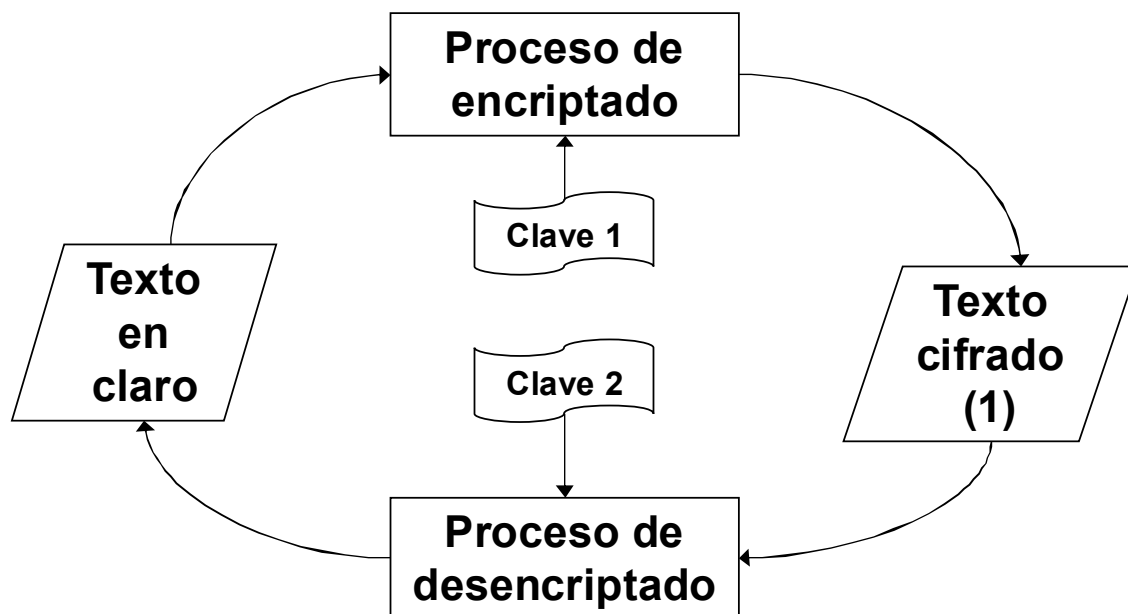 Proceso de
encriptado
Clave 1
Texto
en
claro
Texto
cifrado
(1)
Clave 2
Proceso de
desencriptado